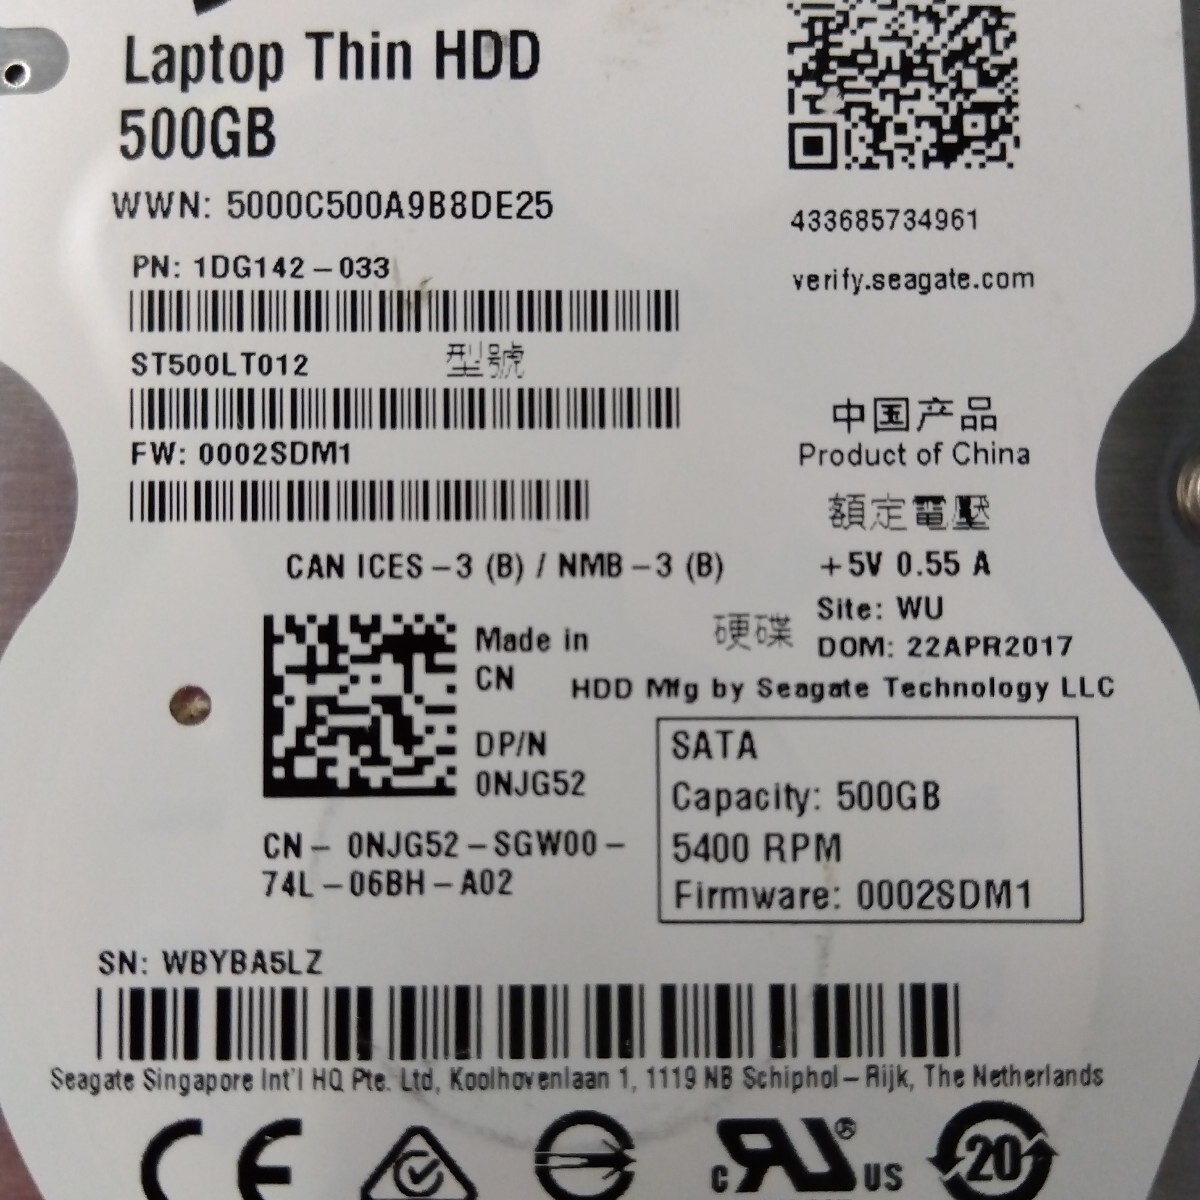 Laptop Thin HDD
500GB
WWN: 5000C500A9B8DE25
433685734961
PN: 1DG142-033
verify.seagate.com
ST500LT012 型號
FW: 0002SDM1
中国产品
Product of China
額定電壓
+5V 0.55 A
CAN ICES-3 (B) / NMB-3 (B)
Site: WU
硬碟 DOM: 22APR2017
HDD Mfg by Seagate Technology LLC
Made in
CN
DP/N
0NJG52
CN- 0NJG52-SGW00-
74L-06BH-A02
SATA
Capacity: 500GB
5400 RPM
Firmware: 0002SDM1
SN: WBYBA5LZ
Seagate Singapore Int'l HQ Pte. Ltd, Koolhovenlaan 1, 1119 NB Schiphol-Rijk, The Netherlands
CE c RU ® US 20